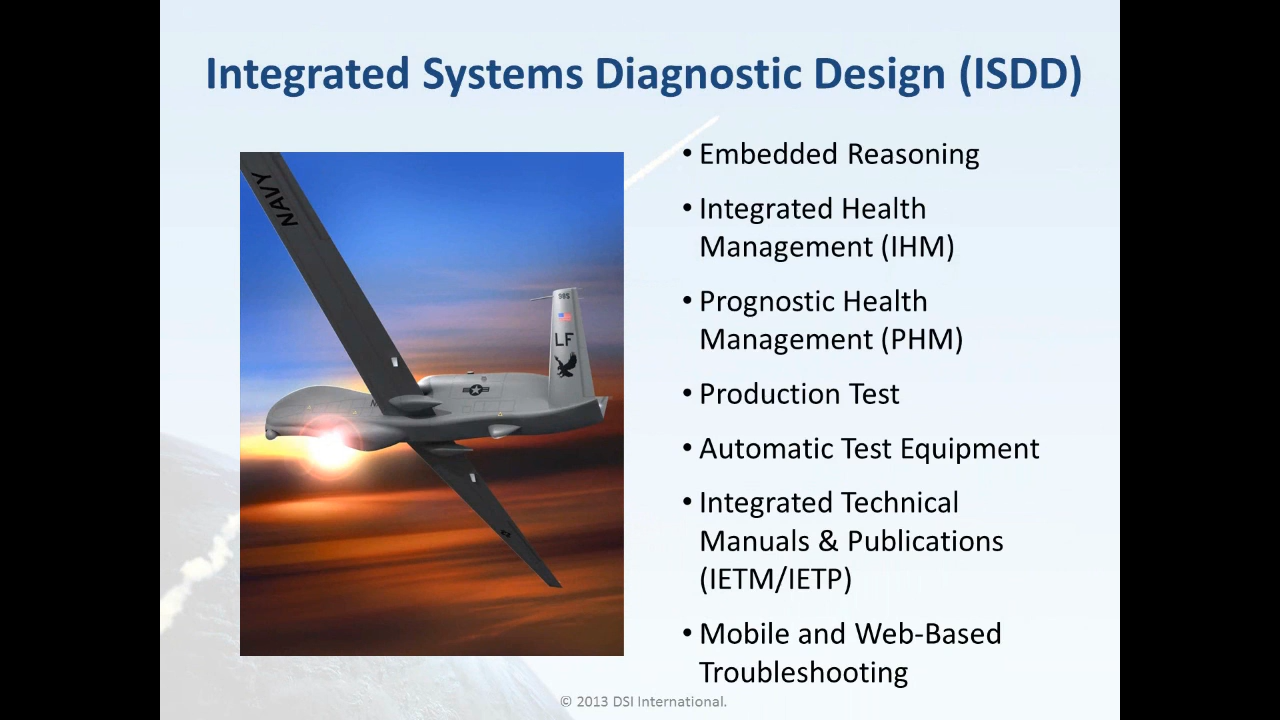 Integrated Systems Diagnostic Design (ISDD)
NAVY
985
LF
• Embedded Reasoning
• Integrated Health
Management (IHM)
• Prognostic Health
Management (PHM)
• Production Test
• Automatic Test Equipment
• Integrated Technical
Manuals & Publications
(IETM/IETP)
• Mobile and Web-Based
Troubleshooting
© 2013 DSI International.